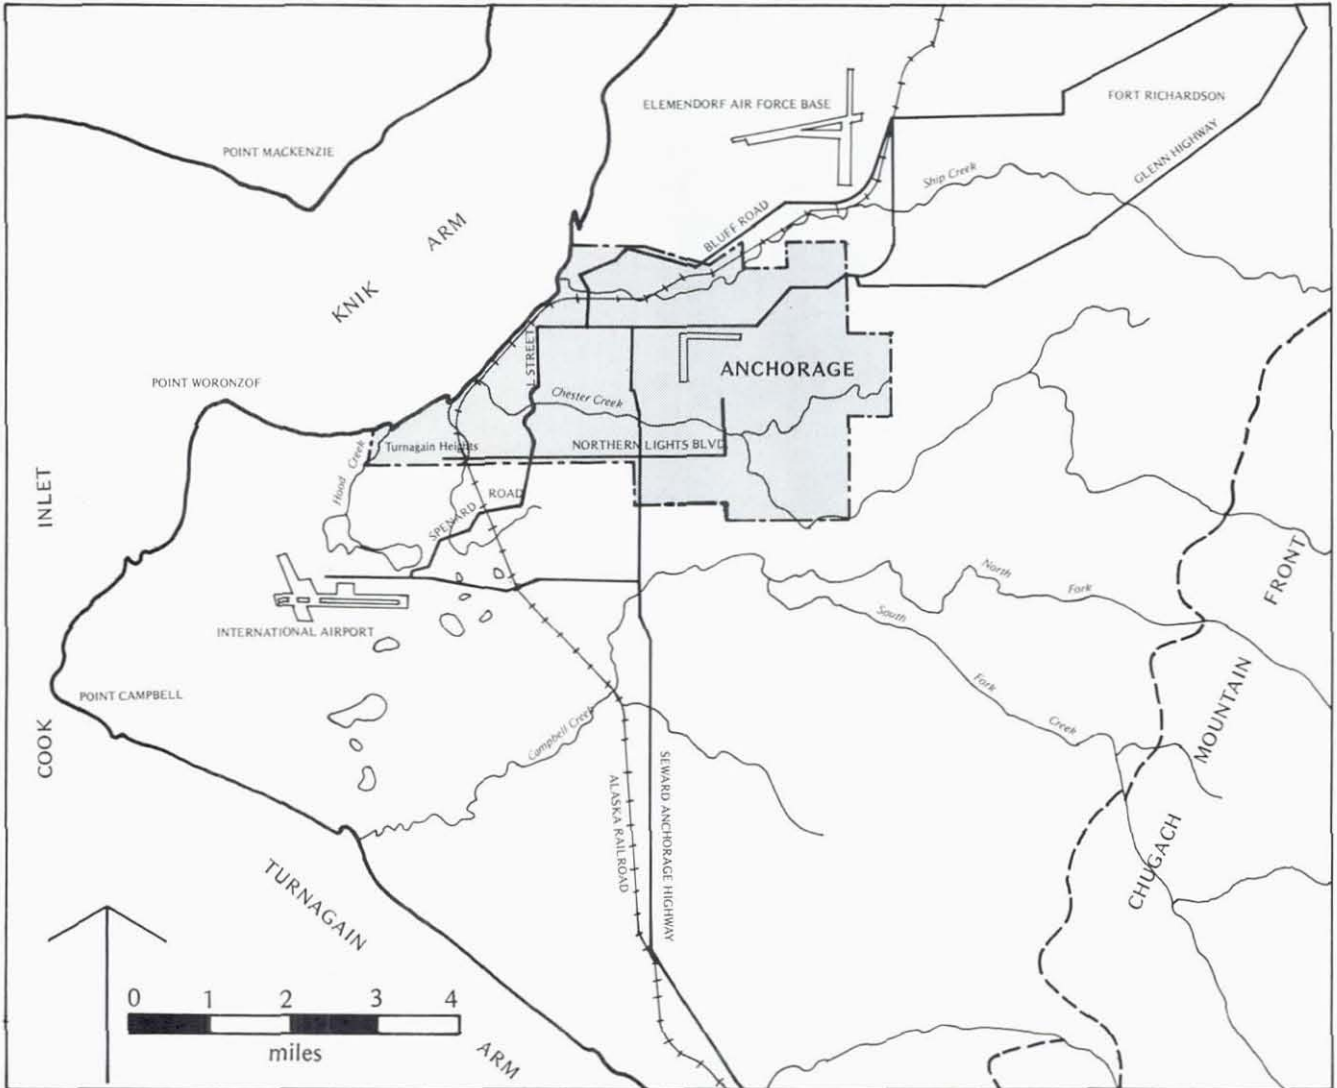 ELEMENDORF AIR FORCE BASE
FORT RICHARDSON
POINT MACKENZIE
GLENN HIGHWAY
Ship Creek
KNIK ARM
BLUFF ROAD
L STREET
ANCHORAGE
POINT WORONZOF
Chester Creek
Turnagain Heights
NORTHERN LIGHTS BLVD
Hood Creek
SPENARD ROAD
COOK INLET
North Fork
South Fork Creek
CHUGACH MOUNTAIN FRONT
INTERNATIONAL AIRPORT
POINT CAMPBELL
Campbell Creek
ALASKA RAILROAD
SEWARD ANCHORAGE HIGHWAY
TURNAGAIN ARM
0 1 2 3 4
miles